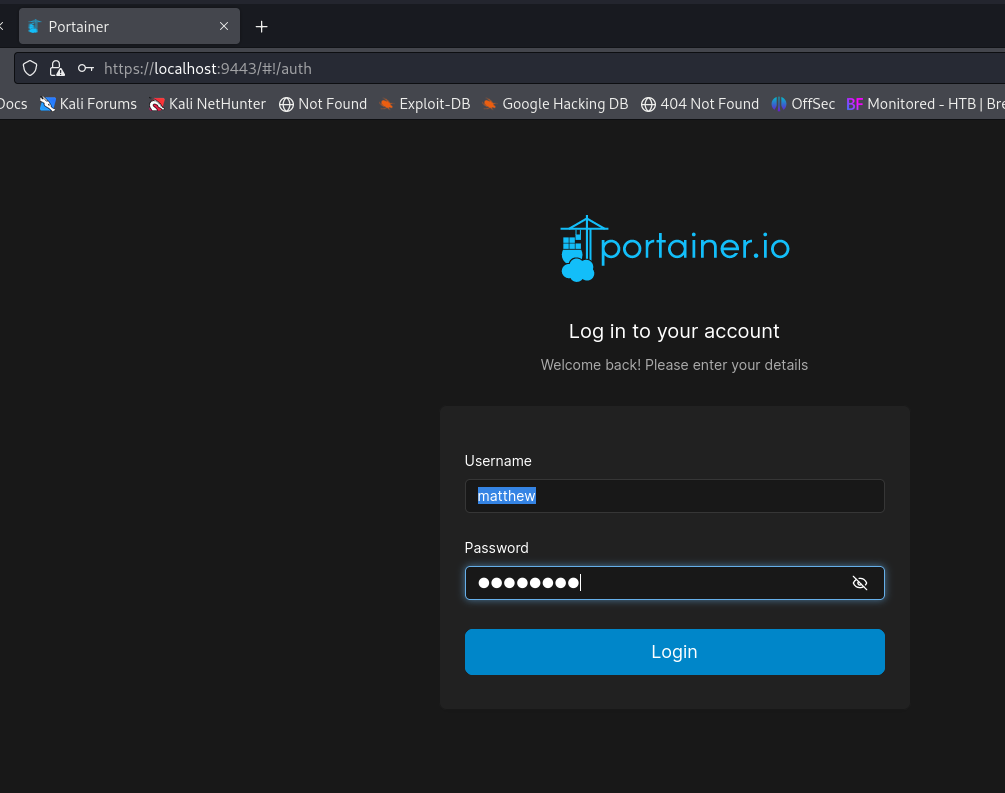 Portainer
https://localhost:9443/#!/auth
Docs Kali Forums Kali NetHunter Not Found Exploit-DB Google Hacking DB 404 Not Found OffSec BF Monitored - HTB | Bre
portainer.io
Log in to your account
Welcome back! Please enter your details
Username
matthew
Password
Login